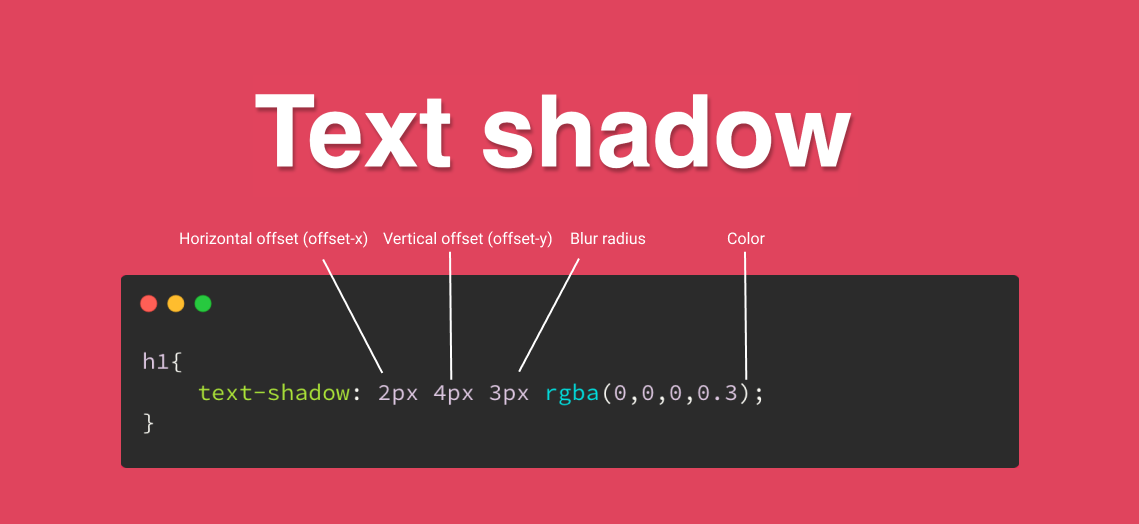 Text shadow
Horizontal offset (offset-x) Vertical offset (offset-y) Blur radius Color
h1{
text-shadow: 2px 4px 3px rgba(0,0,0,0.3);
}